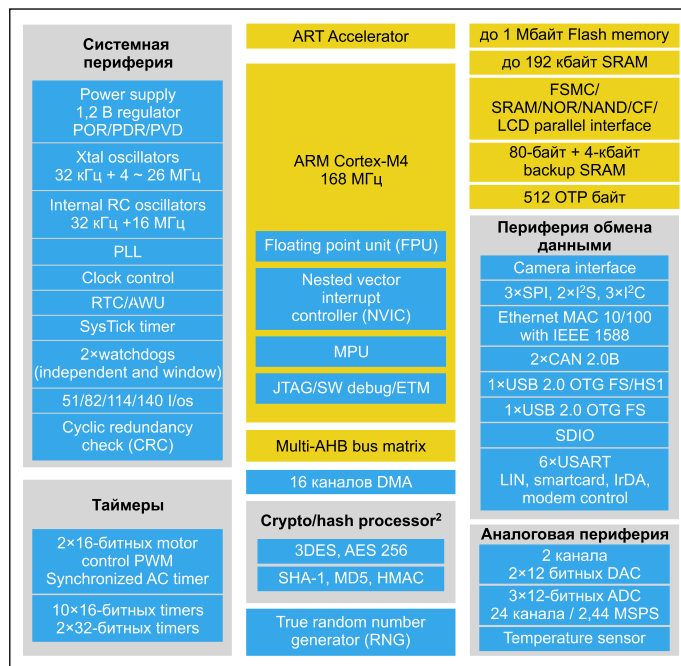 Системная
периферия
Power supply
1,2 В regulator
POR/PDR/PVD
Xtal oscillators
32 кГц + 4 ~ 26 МГц
Internal RC oscillators
32 кГц +16 МГц
PLL
Clock control
RTC/AWU
SysTick timer
2×watchdogs
(independent and window)
51/82/114/140 I/os
Cyclic redundancy
check (CRC)
Таймеры
2×16-битных motor
control PWM
Synchronized AC timer
10×16-битных timers
2×32-битных timers
ART Accelerator
ARM Cortex-M4
168 МГц
Floating point unit (FPU)
Nested vector
interrupt
controller (NVIC)
MPU
JTAG/SW debug/ETM
Multi-AHB bus matrix
16 каналов DMA
Crypto/hash processor²
3DES, AES 256
SHA-1, MD5, HMAC
True random number
generator (RNG)
до 1 Мбайт Flash memory
до 192 кбайт SRAM
FSMC/
SRAM/NOR/NAND/CF/
LCD parallel interface
80-байт + 4-кбайт
backup SRAM
512 OTP байт
Периферия обмена
данными
Camera interface
3×SPI, 2×I²S, 3×I²C
Ethernet MAC 10/100
with IEEE 1588
2×CAN 2.0B
1×USB 2.0 OTG FS/HS1
1×USB 2.0 OTG FS
SDIO
6×USART
LIN, smartcard, IrDA,
modem control
Аналоговая периферия
2 канала
2×12 битных DAC
3×12-битных ADC
24 канала / 2,44 MSPS
Temperature sensor